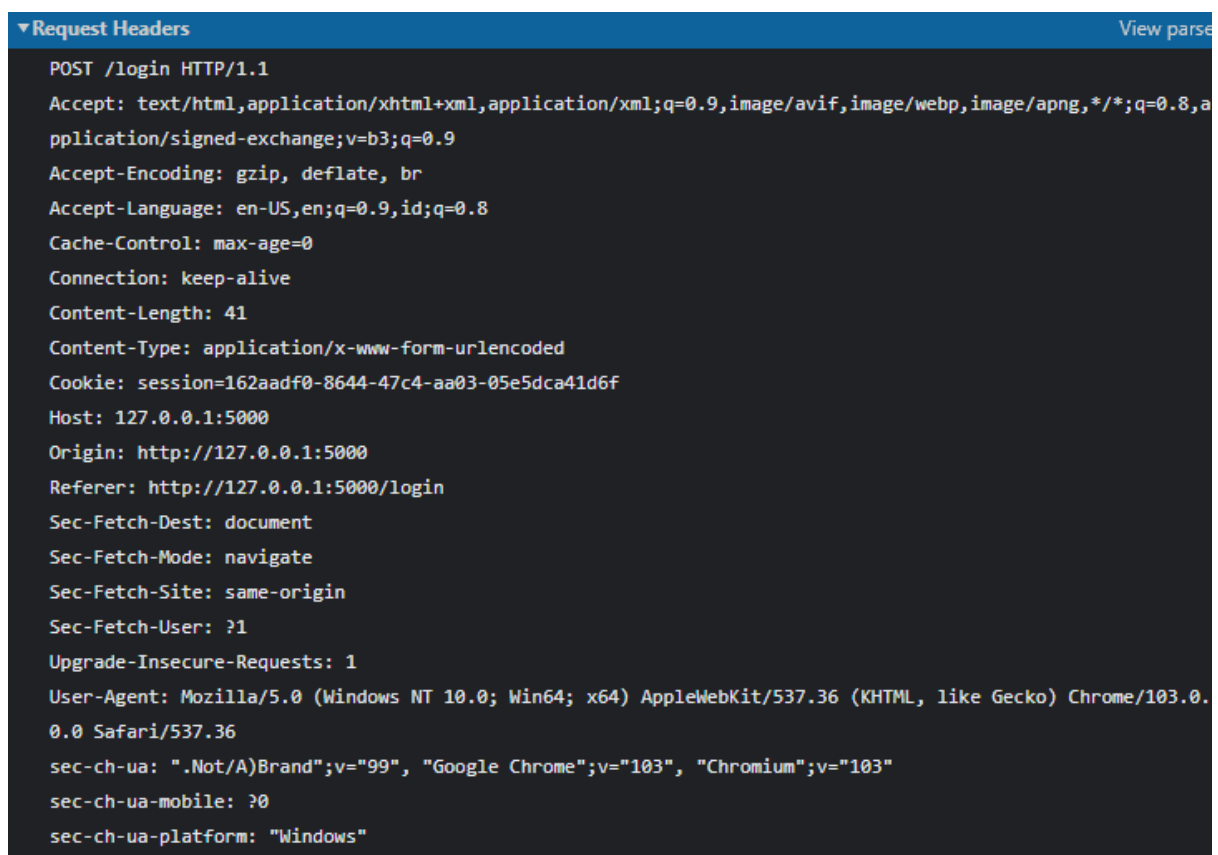 ▼Request Headers
View parse
POST /login HTTP/1.1
Accept: text/html,application/xhtml+xml,application/xml;q=0.9,image/avif,image/webp,image/apng,*/*;q=0.8,a
pplication/signed-exchange;v=b3;q=0.9
Accept-Encoding: gzip, deflate, br
Accept-Language: en-US,en;q=0.9,id;q=0.8
Cache-Control: max-age=0
Connection: keep-alive
Content-Length: 41
Content-Type: application/x-www-form-urlencoded
Cookie: session=162aadf0-8644-47c4-aa03-05e5dca41d6f
Host: 127.0.0.1:5000
Origin: http://127.0.0.1:5000
Referer: http://127.0.0.1:5000/login
Sec-Fetch-Dest: document
Sec-Fetch-Mode: navigate
Sec-Fetch-Site: same-origin
Sec-Fetch-User: ?1
Upgrade-Insecure-Requests: 1
User-Agent: Mozilla/5.0 (Windows NT 10.0; Win64; x64) AppleWebKit/537.36 (KHTML, like Gecko) Chrome/103.0.
0.0 Safari/537.36
sec-ch-ua: ".Not/A)Brand";v="99", "Google Chrome";v="103", "Chromium";v="103"
sec-ch-ua-mobile: ?0
sec-ch-ua-platform: "Windows"